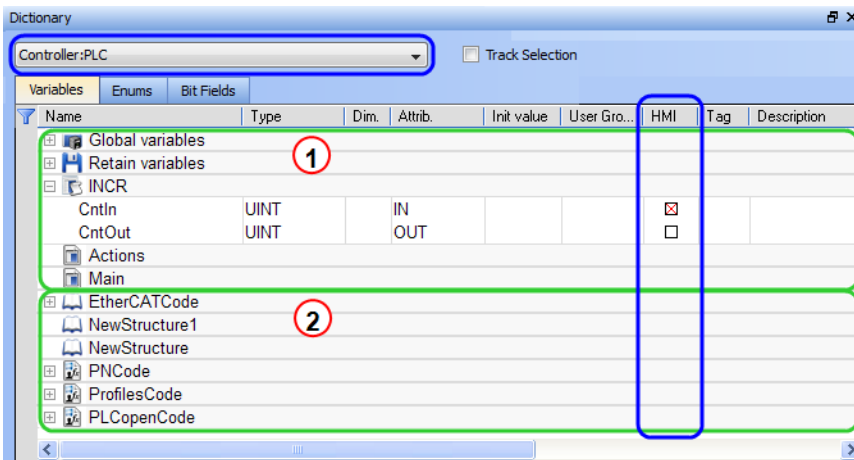 Dictionary
Controller:PLC Track Selection
Variables Enums Bit Fields
Name Type Dim. Attrib. Init value User Gro... HMI Tag Description
Global variables
1
Retain variables
INCR
CntIn UINT IN
CntOut UINT OUT
Actions
Main
EtherCATCode
NewStructure1
2
NewStructure
PNCode
ProfilesCode
PLCopenCode